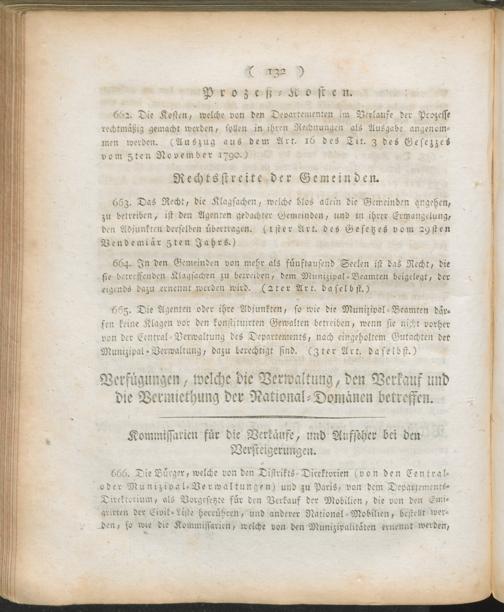 ( 132 )
Prozeß-Kosten.
662. Die Kosten, welche von den Departementen im Verlaufe der Prozesse
rechtmäßig gemacht werden, sollen in ihren Rechnungen als Ausgabe angenom-
men werden. (Auszug aus dem Art. 16 des Tit. 3 des Gesezzes
vom 5ten November 1790.)
Rechtsstreite der Gemeinden.
663. Das Recht, die Klagsachen, welche blos allein die Gemeinden angehen,
zu betreiben, ist den Agenten gedachter Gemeinden, und in ihrer Ermangelung,
den Adjunkten derselben übertragen. (1ster Art. des Gesetzes vom 29sten
Vendemiär 5ten Jahrs.)
664. In den Gemeinden von mehr als fünftausend Seelen ist das Recht, die
sie betreffenden Klagsachen zu betreiben, dem Munizipal-Beamten beigelegt, der
eigends dazu ernennt werden wird. (2ter Art. daselbst.)
665. Die Agenten oder ihre Adjunkten, so wie die Munizipal-Beamten dür-
fen keine Klagen vor den konstituirten Gewalten betreiben, wenn sie nicht vorher
von der Central-Verwaltung des Departements, nach eingeholtem Gutachten der
Munizipal-Verwaltung, dazu berechtigt sind. (3ter Art. daselbst.)
Verfügungen, welche die Verwaltung, den Verkauf und
die Vermiethung der National-Domänen betreffen.
Kommissarien für die Verkäufe, und Aufseher bei den
Versteigerungen.
666. Die Bürger, welche von den Distrikts-Direktorien (von den Central-
oder Munizipal-Verwaltungen) und zu Paris, von dem Departements-
Direktorium, als Vorgesetzte für den Verkauf der Mobilien, die von den Emi-
grirten der Civil-Liste herrühren, und anderer National-Mobilien, bestellt wer-
den, so wie die Kommissarien, welche von den Munizipalitäten ernennt werden,